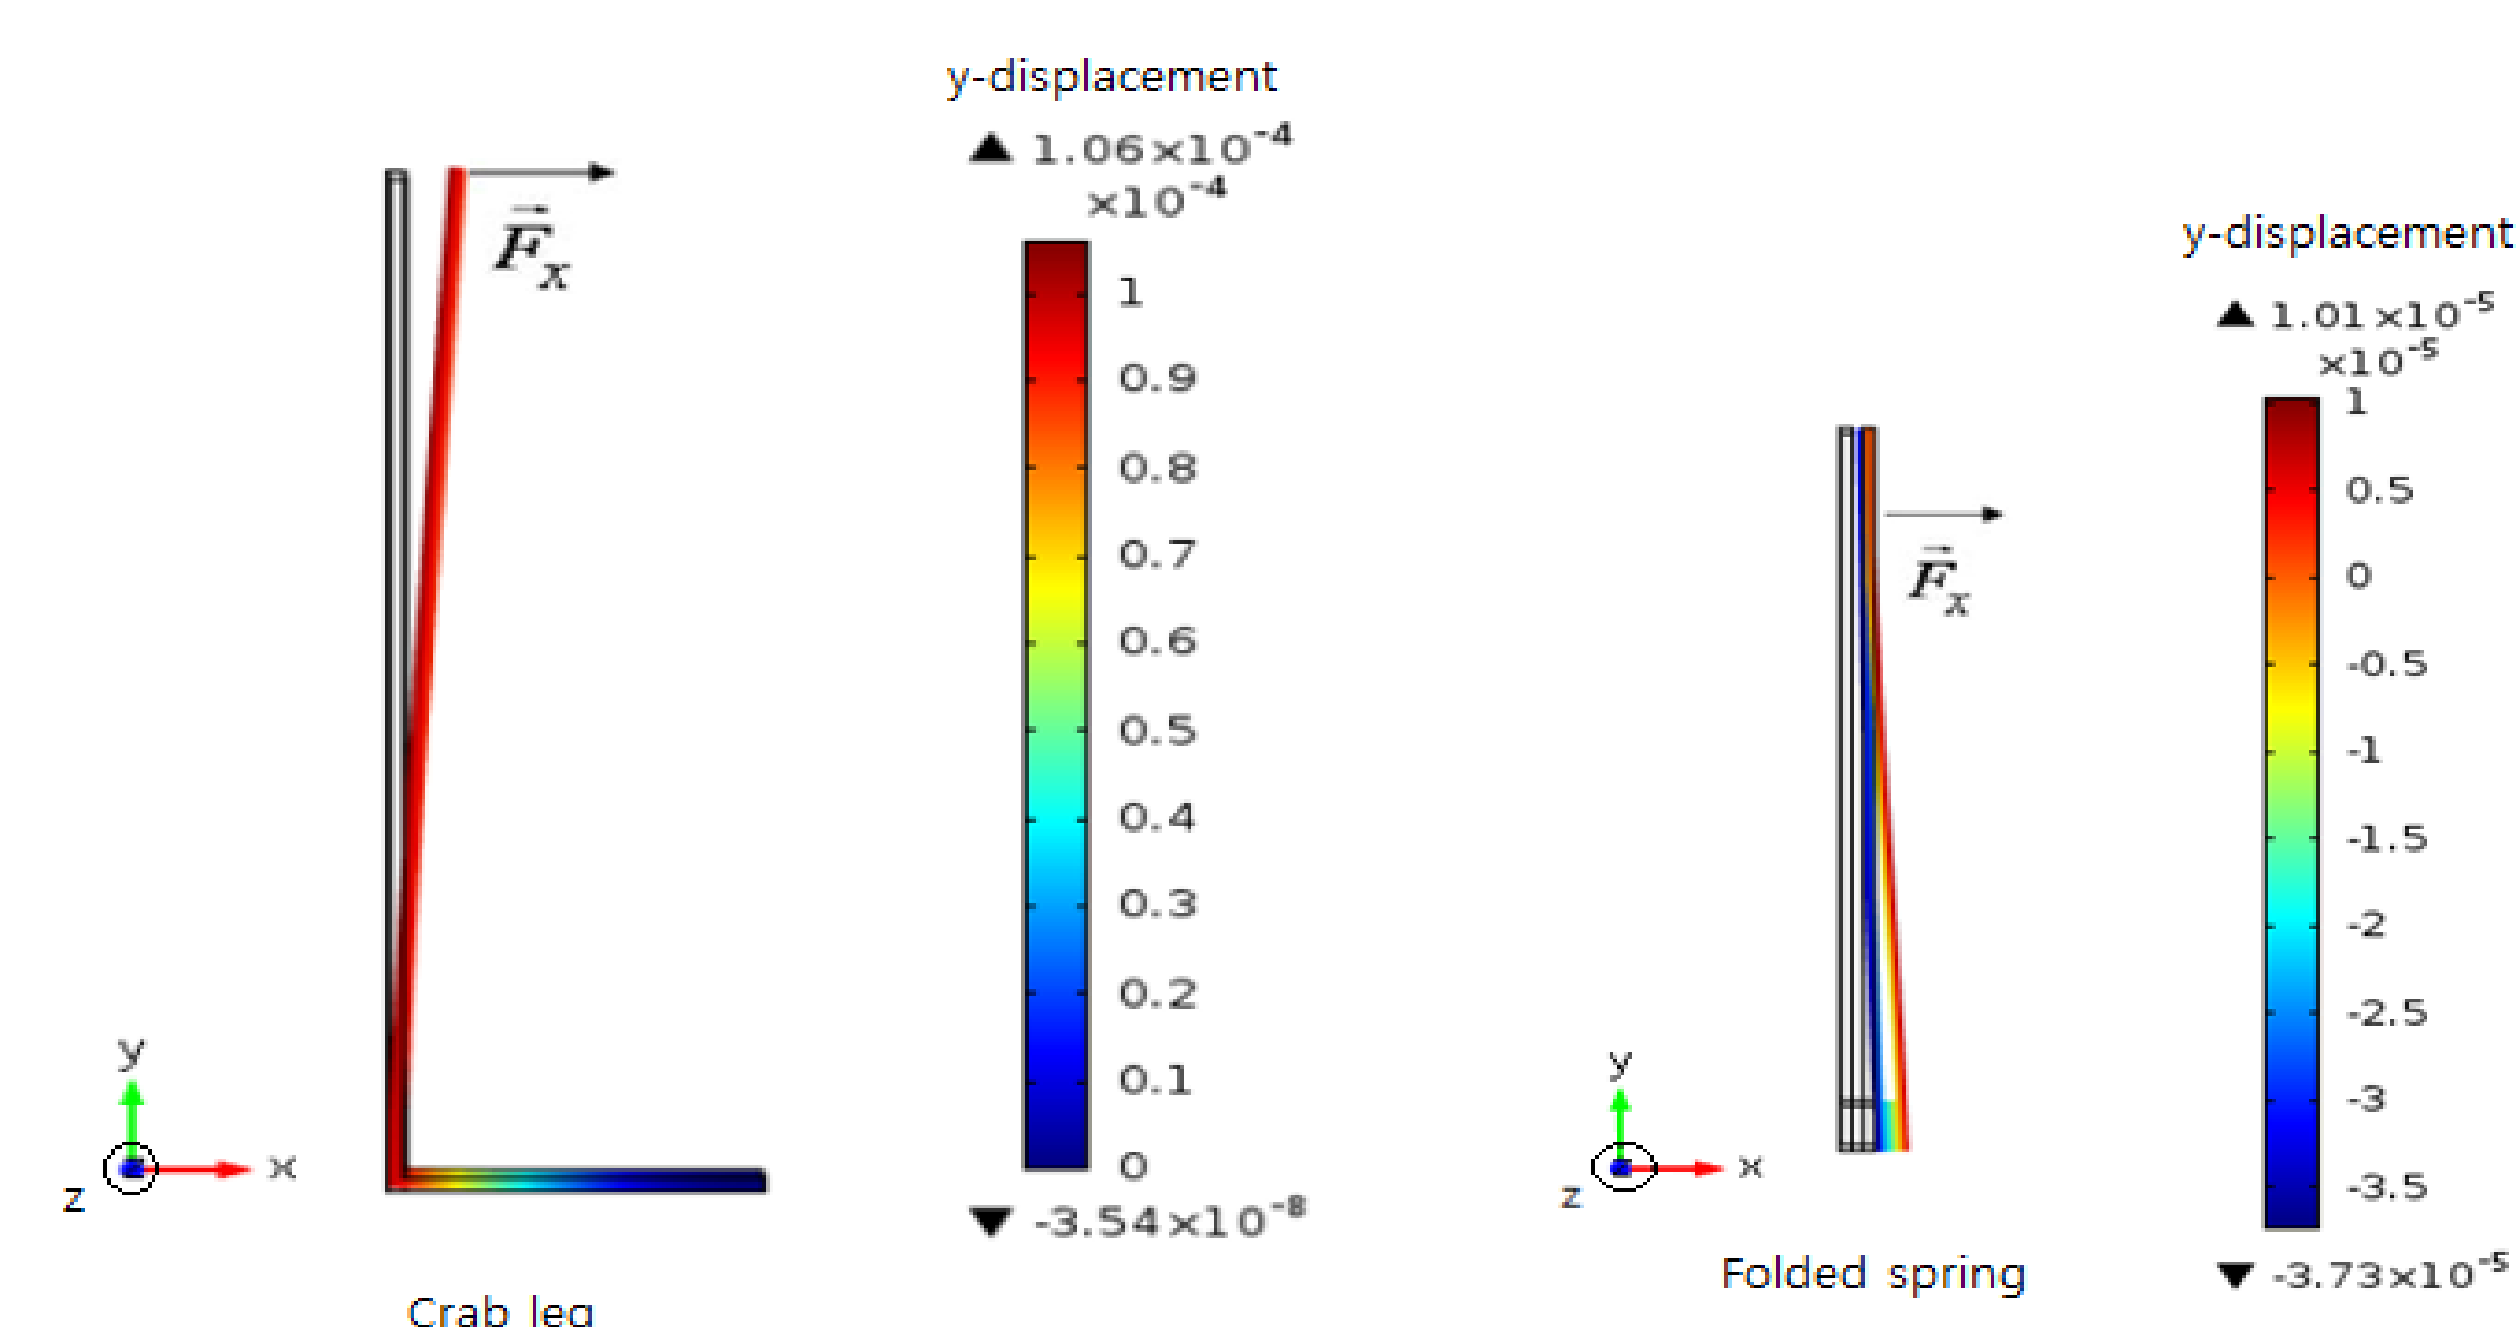 y-displacement
▲ 1.06×10⁻⁴
×10⁻⁴
F⃗x
1
0.9
0.8
0.7
0.6
0.5
0.4
0.3
0.2
0.1
0
▼ -3.54×10⁻⁸
y
x
z
Crab leg
y-displacement
▲ 1.01×10⁻⁵
×10⁻⁵
F⃗x
1
0.5
0
-0.5
-1
-1.5
-2
-2.5
-3
-3.5
▼ -3.73×10⁻⁵
y
x
z
Folded spring